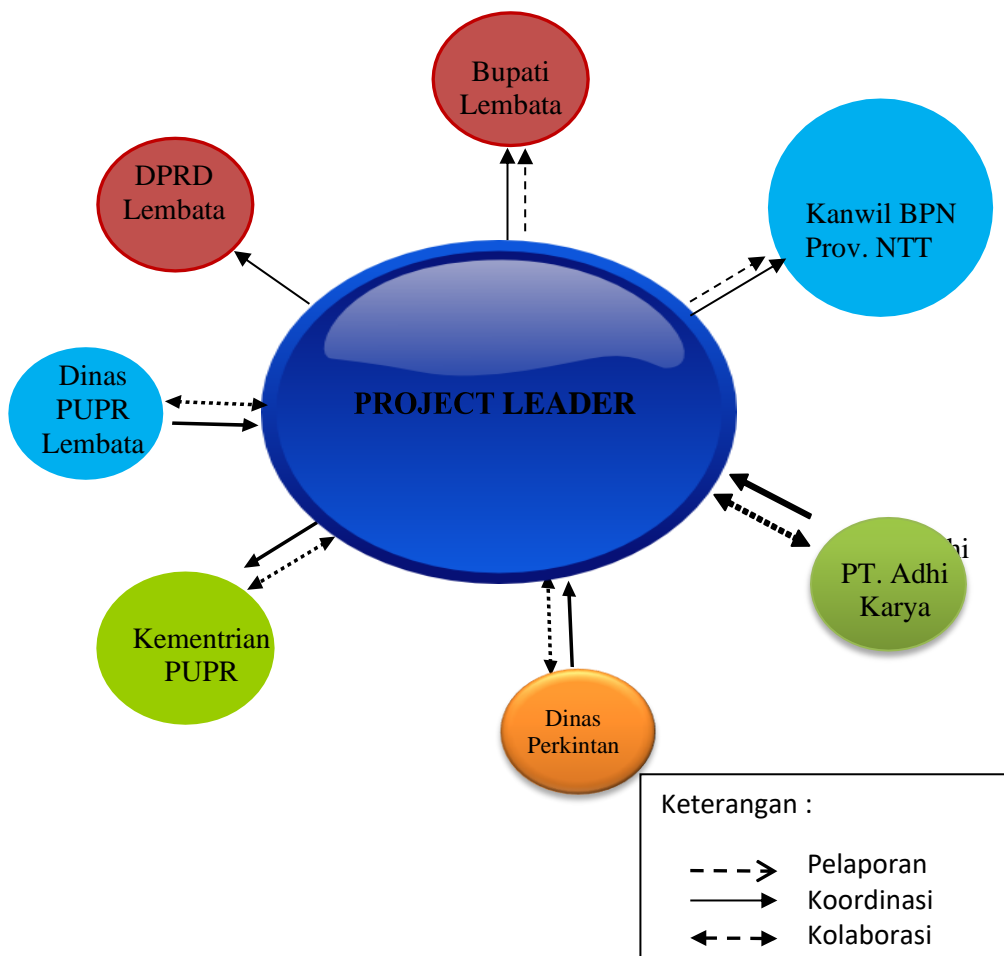 Bupati
Lembata
DPRD
Lembata
Kanwil BPN
Prov. NTT
Dinas
PUPR
Lembata
PROJECT LEADER
hi
PT. Adhi
Karya
Kementrian
PUPR
Dinas
Perkintan
Keterangan :
Pelaporan
Koordinasi
Kolaborasi